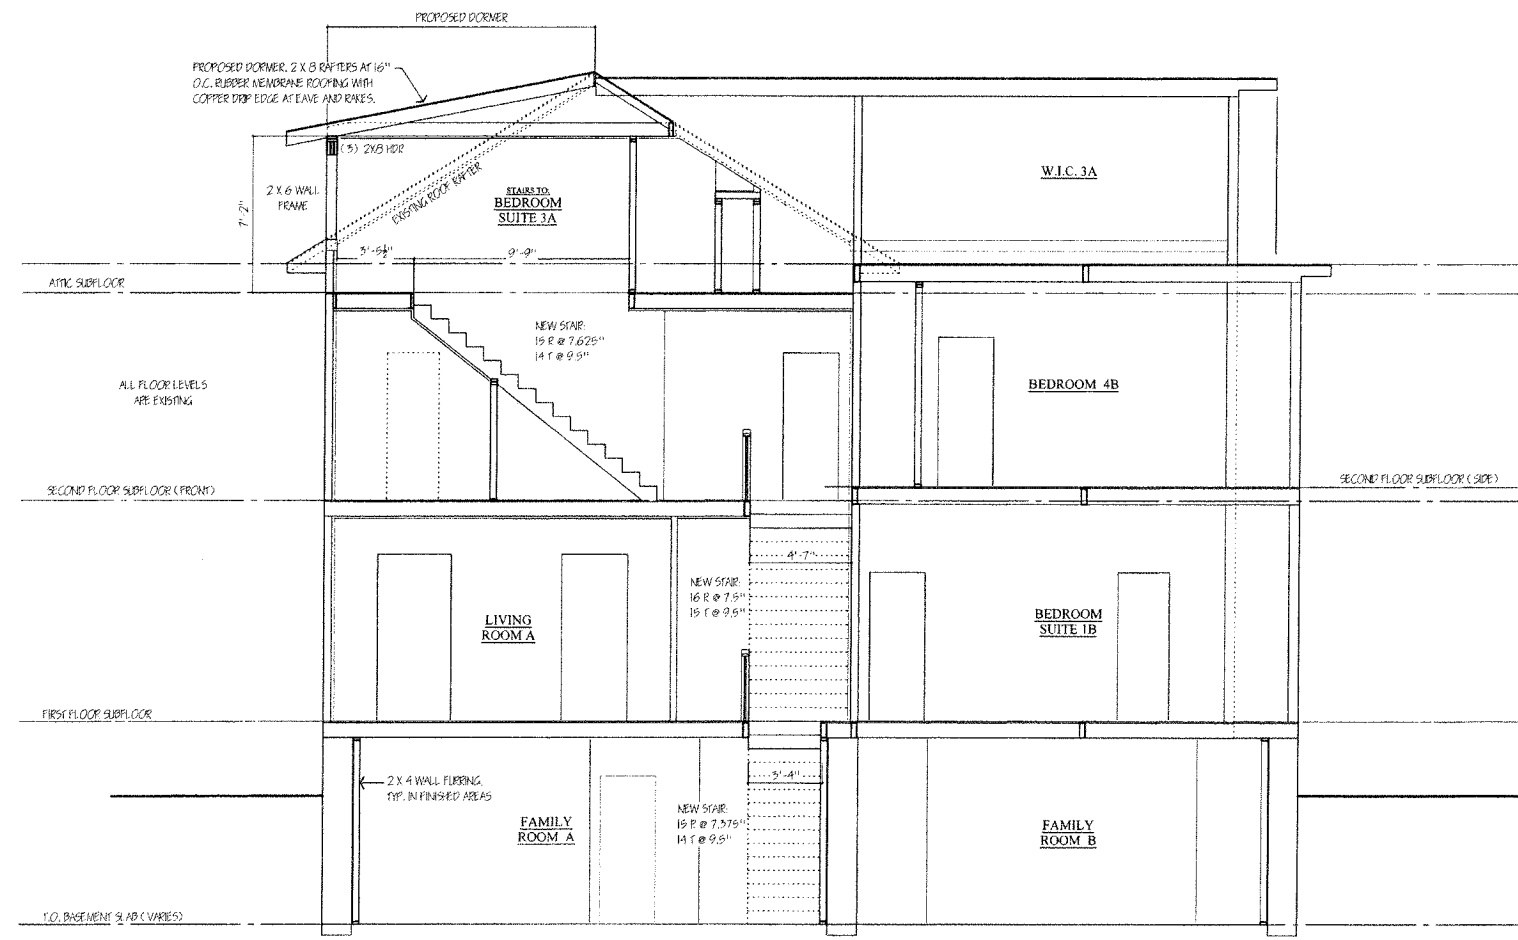 PROPOSED DORMER
PROPOSED DORMER. 2 X 8 RAFTERS AT 16"
O.C. RUBBER MEMBRANE ROOFING WITH
COPPER DRIP EDGE AT EAVE AND RAKES.
(3) 2X8 HDR
2 X 6 WALL
FRAME
7'-2"
EXISTING ROOF RAFTER
STAIRS TO:
BEDROOM
SUITE 3A
W.I.C. 3A
3'-5½"
9'-9"
ATTIC SUBFLOOR
NEW STAIR:
15 R @ 7.625"
14 T @ 9.5"
ALL FLOOR LEVELS
ARE EXISTING
BEDROOM 4B
SECOND FLOOR SUBFLOOR (FRONT)
SECOND FLOOR SUBFLOOR (SIDE)
4'-7"
NEW STAIR:
16 R @ 7.5"
15 T @ 9.5"
LIVING
ROOM A
BEDROOM
SUITE 1B
FIRST FLOOR SUBFLOOR
2 X 4 WALL FURRING,
TYP. IN FINISHED AREAS
3'-4"
NEW STAIR:
15 R @ 7.375"
14 T @ 9.5"
FAMILY
ROOM A
FAMILY
ROOM B
T.O. BASEMENT SLAB (VARIES)